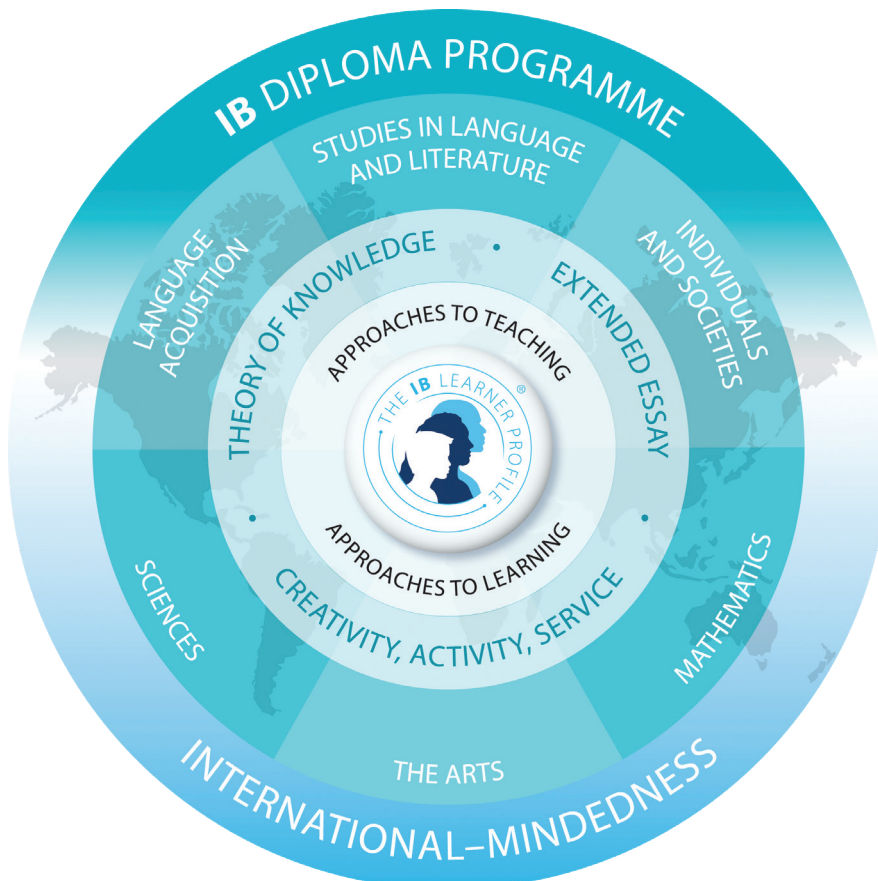 IB DIPLOMA PROGRAMME
STUDIES IN LANGUAGE
AND LITERATURE
LANGUAGE
ACQUISITION
INDIVIDUALS
AND SOCIETIES
THEORY OF KNOWLEDGE
EXTENDED ESSAY
APPROACHES TO TEACHING
THE IB LEARNER PROFILE
®
APPROACHES TO LEARNING
CREATIVITY, ACTIVITY, SERVICE
SCIENCES
MATHEMATICS
THE ARTS
INTERNATIONAL–MINDEDNESS